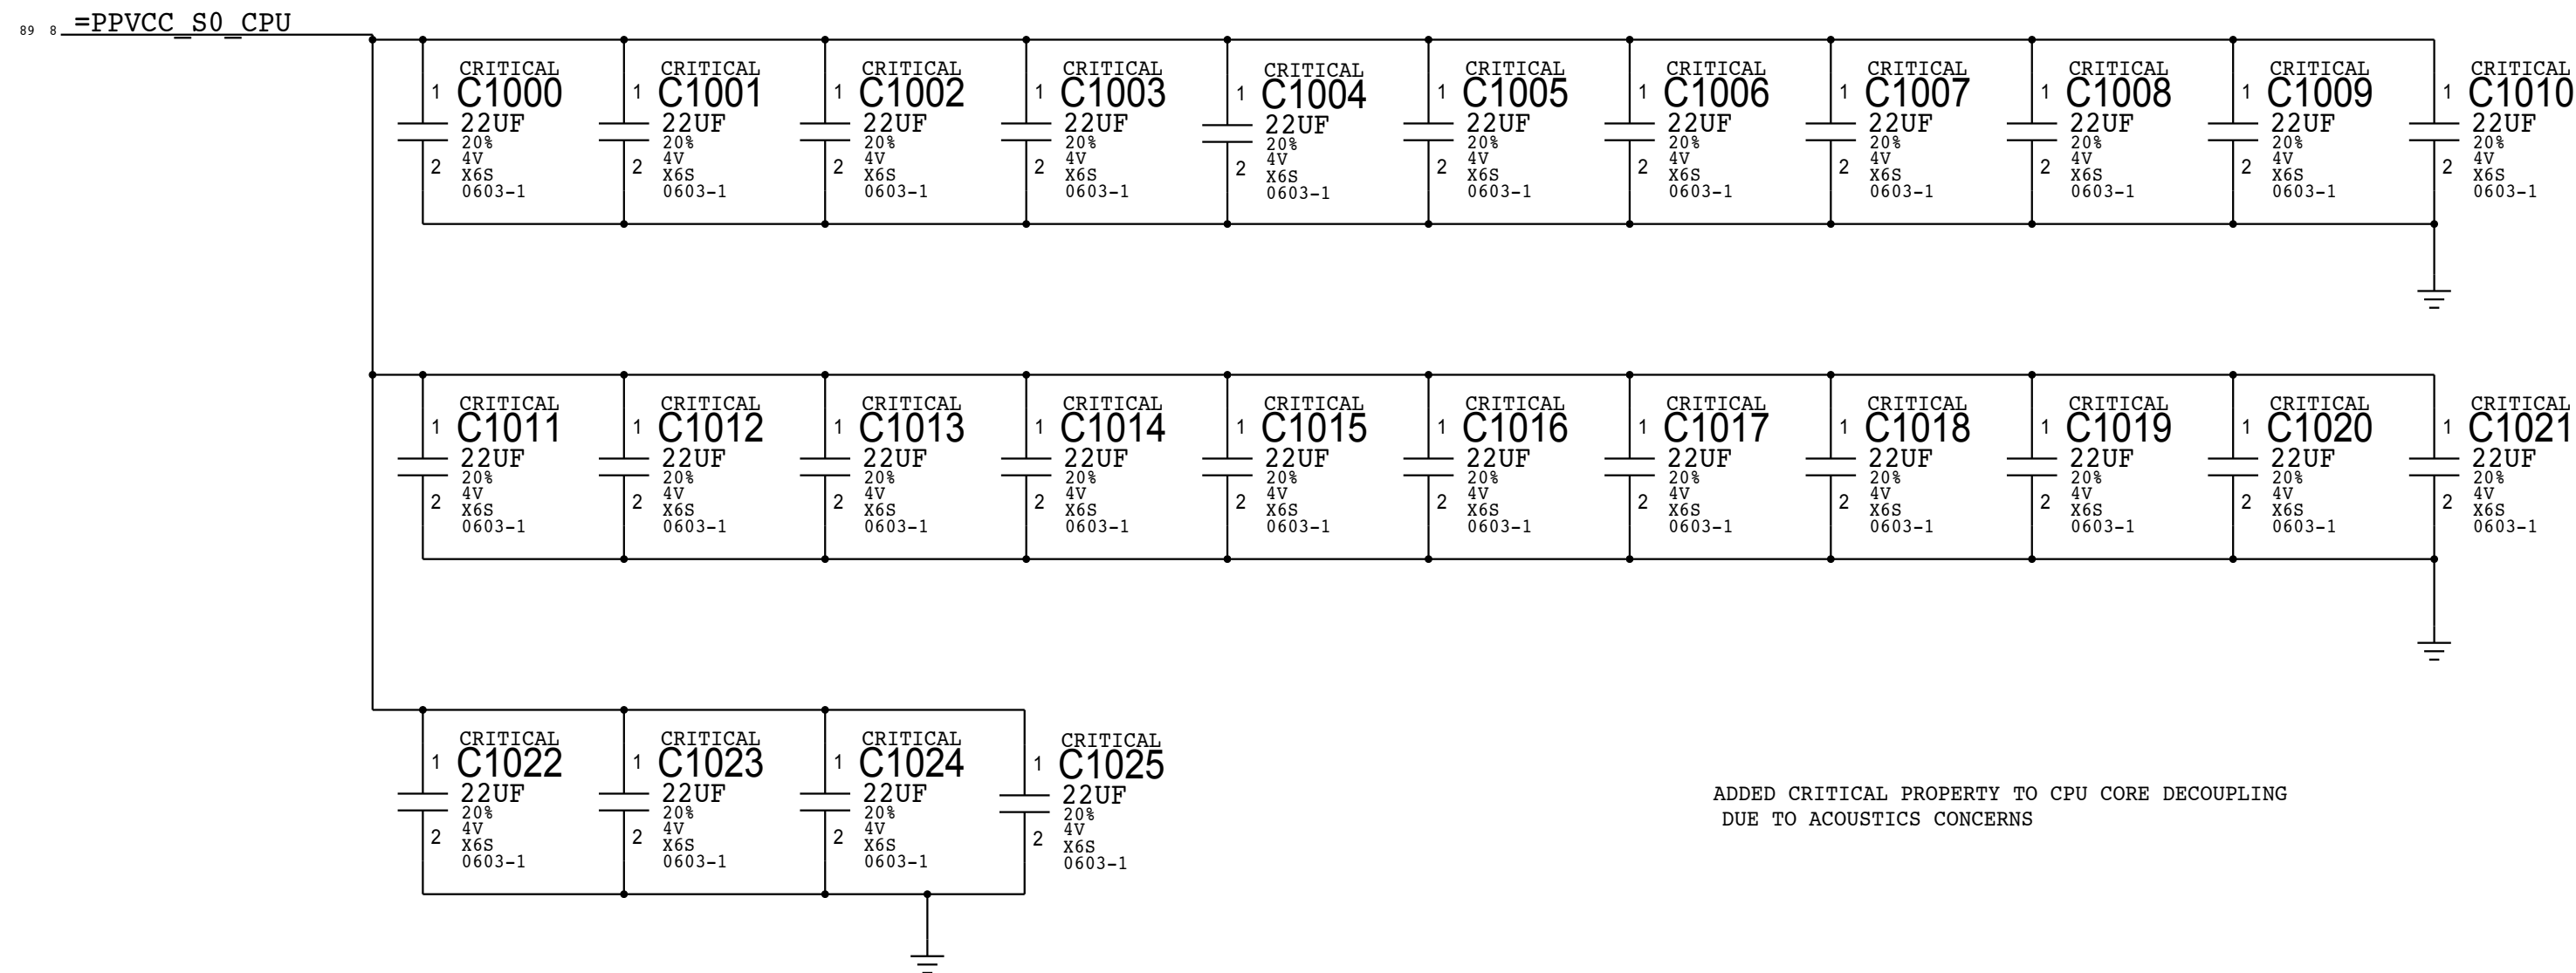 =PPVCC_S0_CPU
89 8
CRITICAL CRITICAL CRITICAL CRITICAL CRITICAL CRITICAL CRITICAL CRITICAL CRITICAL CRITICAL CRITICAL
1 C1000 1 C1001 1 C1002 1 C1003 1 C1004 1 C1005 1 C1006 1 C1007 1 C1008 1 C1009 1 C1010
22UF 22UF 22UF 22UF 22UF 22UF 22UF 22UF 22UF 22UF 22UF
20% 20% 20% 20% 20% 20% 20% 20% 20% 20% 20%
2 4V 2 4V 2 4V 2 4V 2 4V 2 4V 2 4V 2 4V 2 4V 2 4V 2 4V
X6S X6S X6S X6S X6S X6S X6S X6S X6S X6S X6S
0603-1 0603-1 0603-1 0603-1 0603-1 0603-1 0603-1 0603-1 0603-1 0603-1 0603-1
CRITICAL CRITICAL CRITICAL CRITICAL CRITICAL CRITICAL CRITICAL CRITICAL CRITICAL CRITICAL CRITICAL
1 C1011 1 C1012 1 C1013 1 C1014 1 C1015 1 C1016 1 C1017 1 C1018 1 C1019 1 C1020 1 C1021
22UF 22UF 22UF 22UF 22UF 22UF 22UF 22UF 22UF 22UF 22UF
20% 20% 20% 20% 20% 20% 20% 20% 20% 20% 20%
2 4V 2 4V 2 4V 2 4V 2 4V 2 4V 2 4V 2 4V 2 4V 2 4V 2 4V
X6S X6S X6S X6S X6S X6S X6S X6S X6S X6S X6S
0603-1 0603-1 0603-1 0603-1 0603-1 0603-1 0603-1 0603-1 0603-1 0603-1 0603-1
CRITICAL CRITICAL CRITICAL CRITICAL
1 C1022 1 C1023 1 C1024 1 C1025
22UF 22UF 22UF 22UF
20% 20% 20% 20%
2 4V 2 4V 2 4V 2 4V
X6S X6S X6S X6S
0603-1 0603-1 0603-1 0603-1
ADDED CRITICAL PROPERTY TO CPU CORE DECOUPLING
DUE TO ACOUSTICS CONCERNS